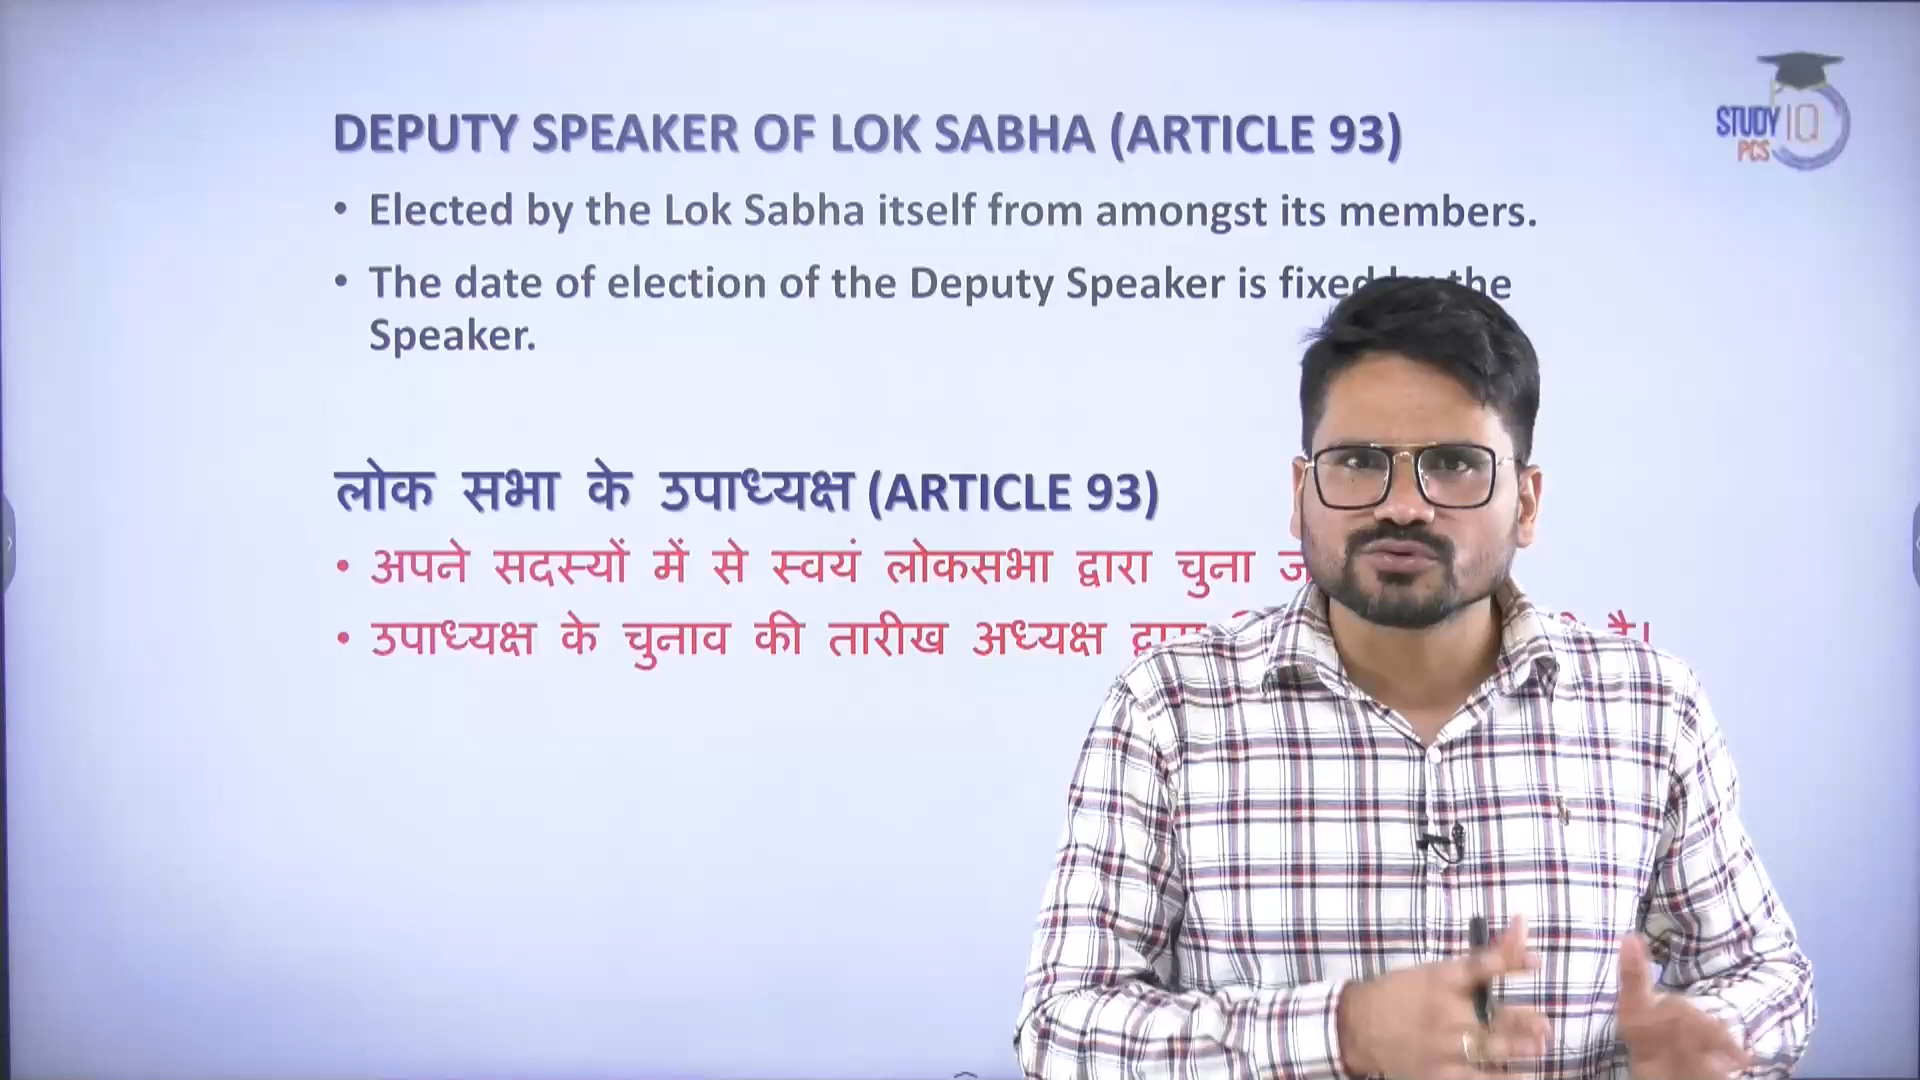 STUDY IQ
PCS
DEPUTY SPEAKER OF LOK SABHA (ARTICLE 93)
• Elected by the Lok Sabha itself from amongst its members.
• The date of election of the Deputy Speaker is fixed by the
Speaker.
लोक सभा के उपाध्यक्ष (ARTICLE 93)
• अपने सदस्यों में से स्वयं लोकसभा द्वारा चुना
• उपाध्यक्ष के चुनाव की तारीख अध्यक्ष द्वारा है।